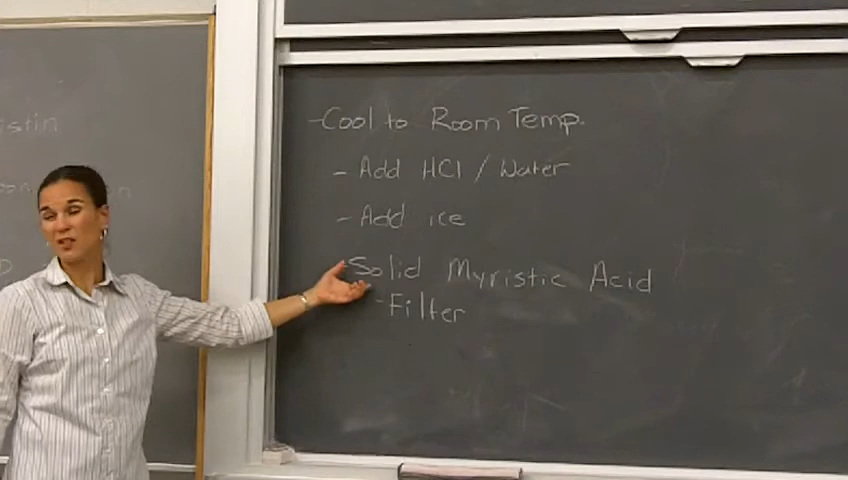 -Cool to Room Temp.
- Add HCl / Water
- Add ice
Solid Myristic Acid
- Filter